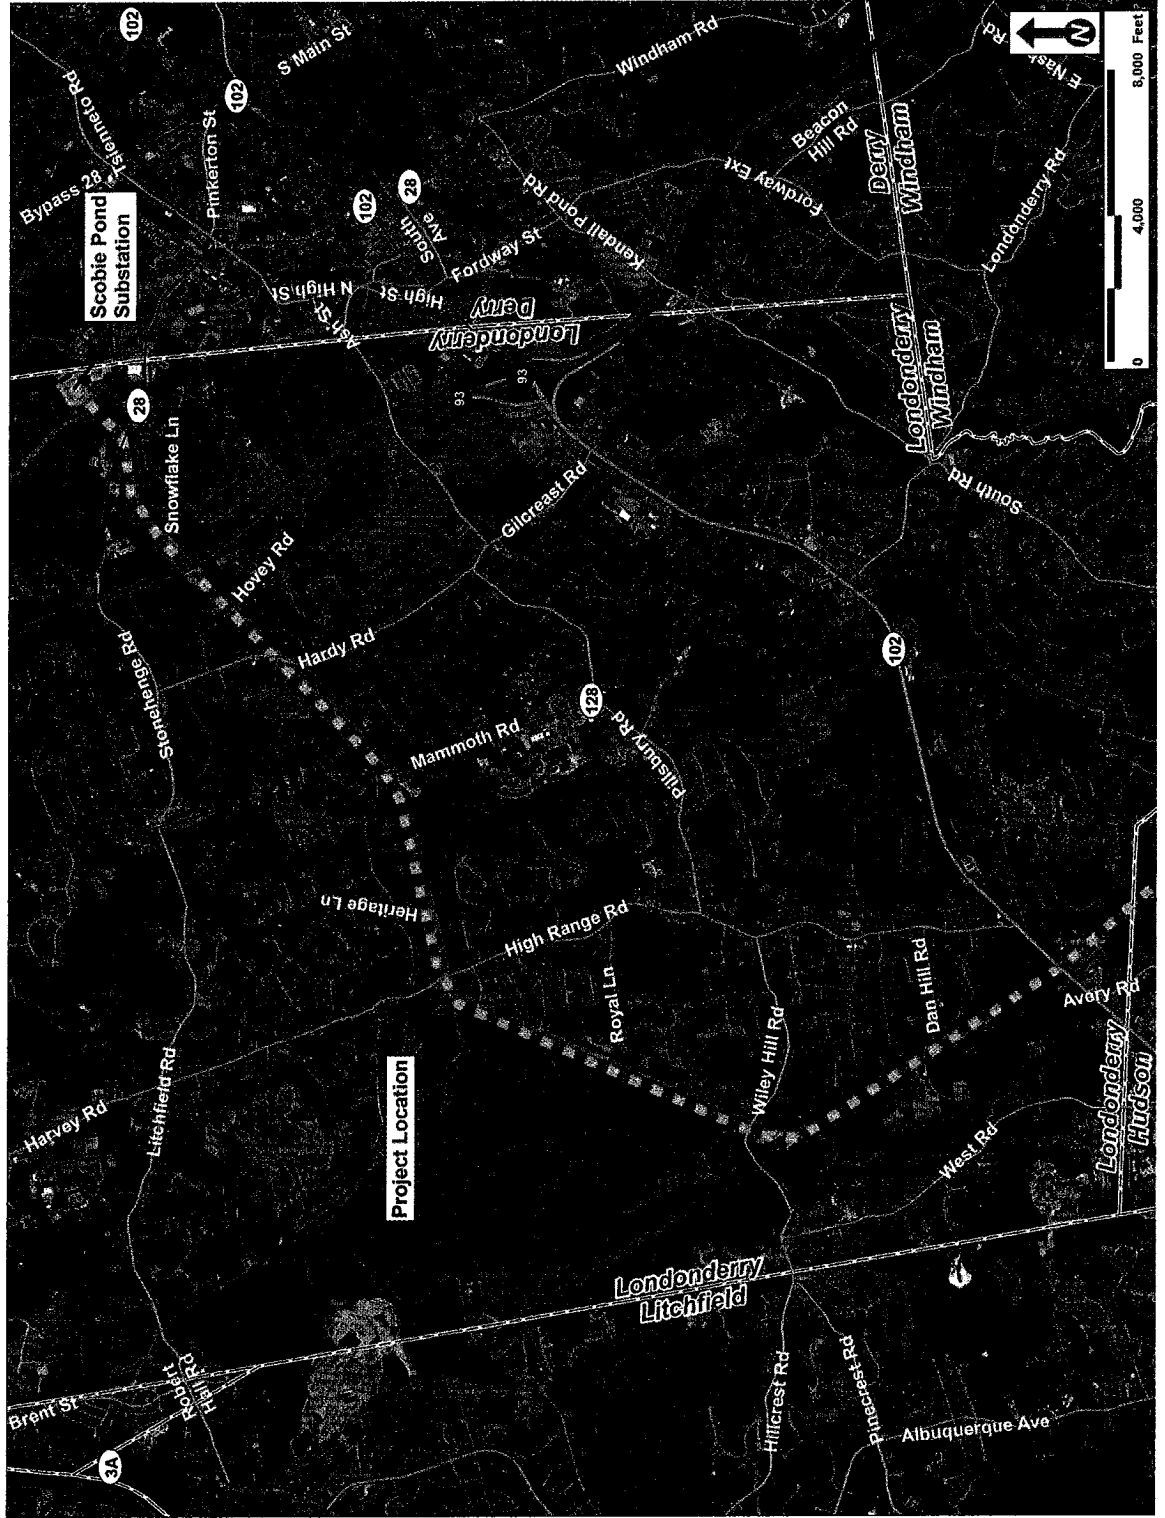 Brent St
3A
Robert
Hall Rd
Harvey Rd
Litchfield Rd
Stonehenge Rd
Bypass 28
Tsienneto Rd
102
Scobie Pond
Substation
28
Snowflake Ln
Pinkerton St
102
S Main St
Hovey Rd
Hardy Rd
N High St
Ash St
High St
102
28
South
Ave
Fordway St
Heritage Ln
Project Location
Mammoth Rd
High Range Rd
Gilcreast Rd
93
93
Londonderry
Derry
Royal Ln
128
Pillsbury Rd
Kendall Pond Rd
Windham Rd
Londonderry
Litchfield
Wiley Hill Rd
Fordway Ext
Beacon
Hill Rd
Hillcrest Rd
Pinecrest Rd
Albuquerque Ave
West Rd
Dan Hill Rd
102
Derry
Windham
Londonderry
Windham
South Rd
Londonderry Rd
E Nash
Rd
Avery Rd
Londonderry
Hudson
N
0
4,000
8,000 Feet